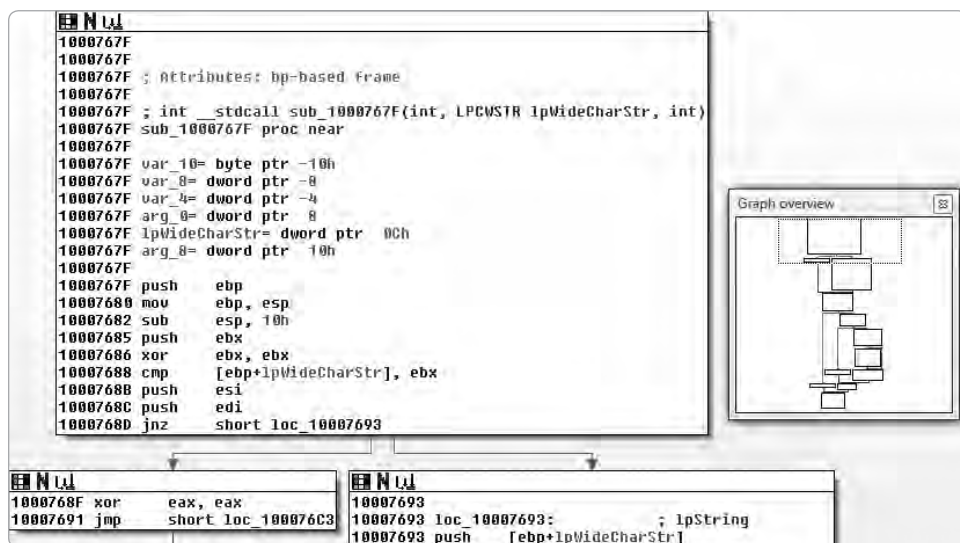 1000767F
1000767F
1000767F ; Attributes: bp-based frame
1000767F
1000767F ; int __stdcall sub_1000767F(int, LPCWSTR lpWideCharStr, int)
1000767F sub_1000767F proc near
1000767F
1000767F var_10= byte ptr -10h
1000767F var_8= dword ptr -8
1000767F var_4= dword ptr -4
1000767F arg_0= dword ptr 8
1000767F lpWideCharStr= dword ptr 0Ch
1000767F arg_8= dword ptr 10h
1000767F
1000767F push ebp
10007680 mov ebp, esp
10007682 sub esp, 10h
10007685 push ebx
10007686 xor ebx, ebx
10007688 cmp [ebp+lpWideCharStr], ebx
1000768B push esi
1000768C push edi
1000768D jnz short loc_10007693
Graph overview
1000768F xor eax, eax
10007691 jmp short loc_100076C3
10007693
10007693 loc_10007693: ; lpString
10007693 push [ebp+lpWideCharStr]